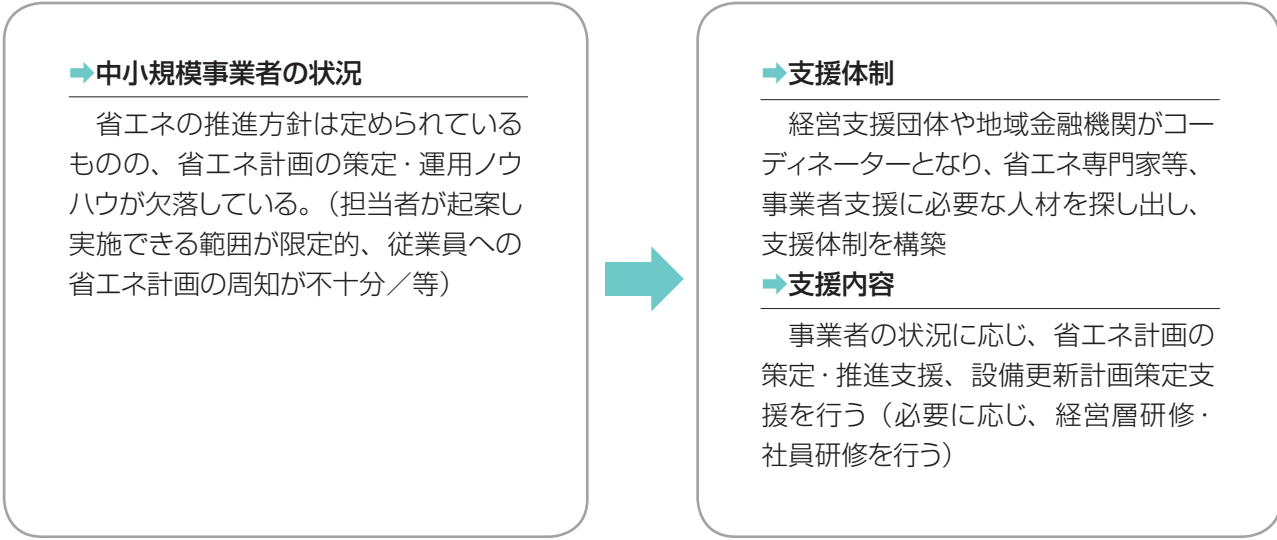 ➡中小規模事業者の状況
　省エネの推進方針は定められている
ものの、省エネ計画の策定・運用ノウ
ハウが欠落している。（担当者が起案し
実施できる範囲が限定的、従業員への
省エネ計画の周知が不十分／等）
➡支援体制
　経営支援団体や地域金融機関がコー
ディネーターとなり、省エネ専門家等、
事業者支援に必要な人材を探し出し、
支援体制を構築
➡支援内容
　事業者の状況に応じ、省エネ計画の
策定・推進支援、設備更新計画策定支
援を行う（必要に応じ、経営層研修・
社員研修を行う）